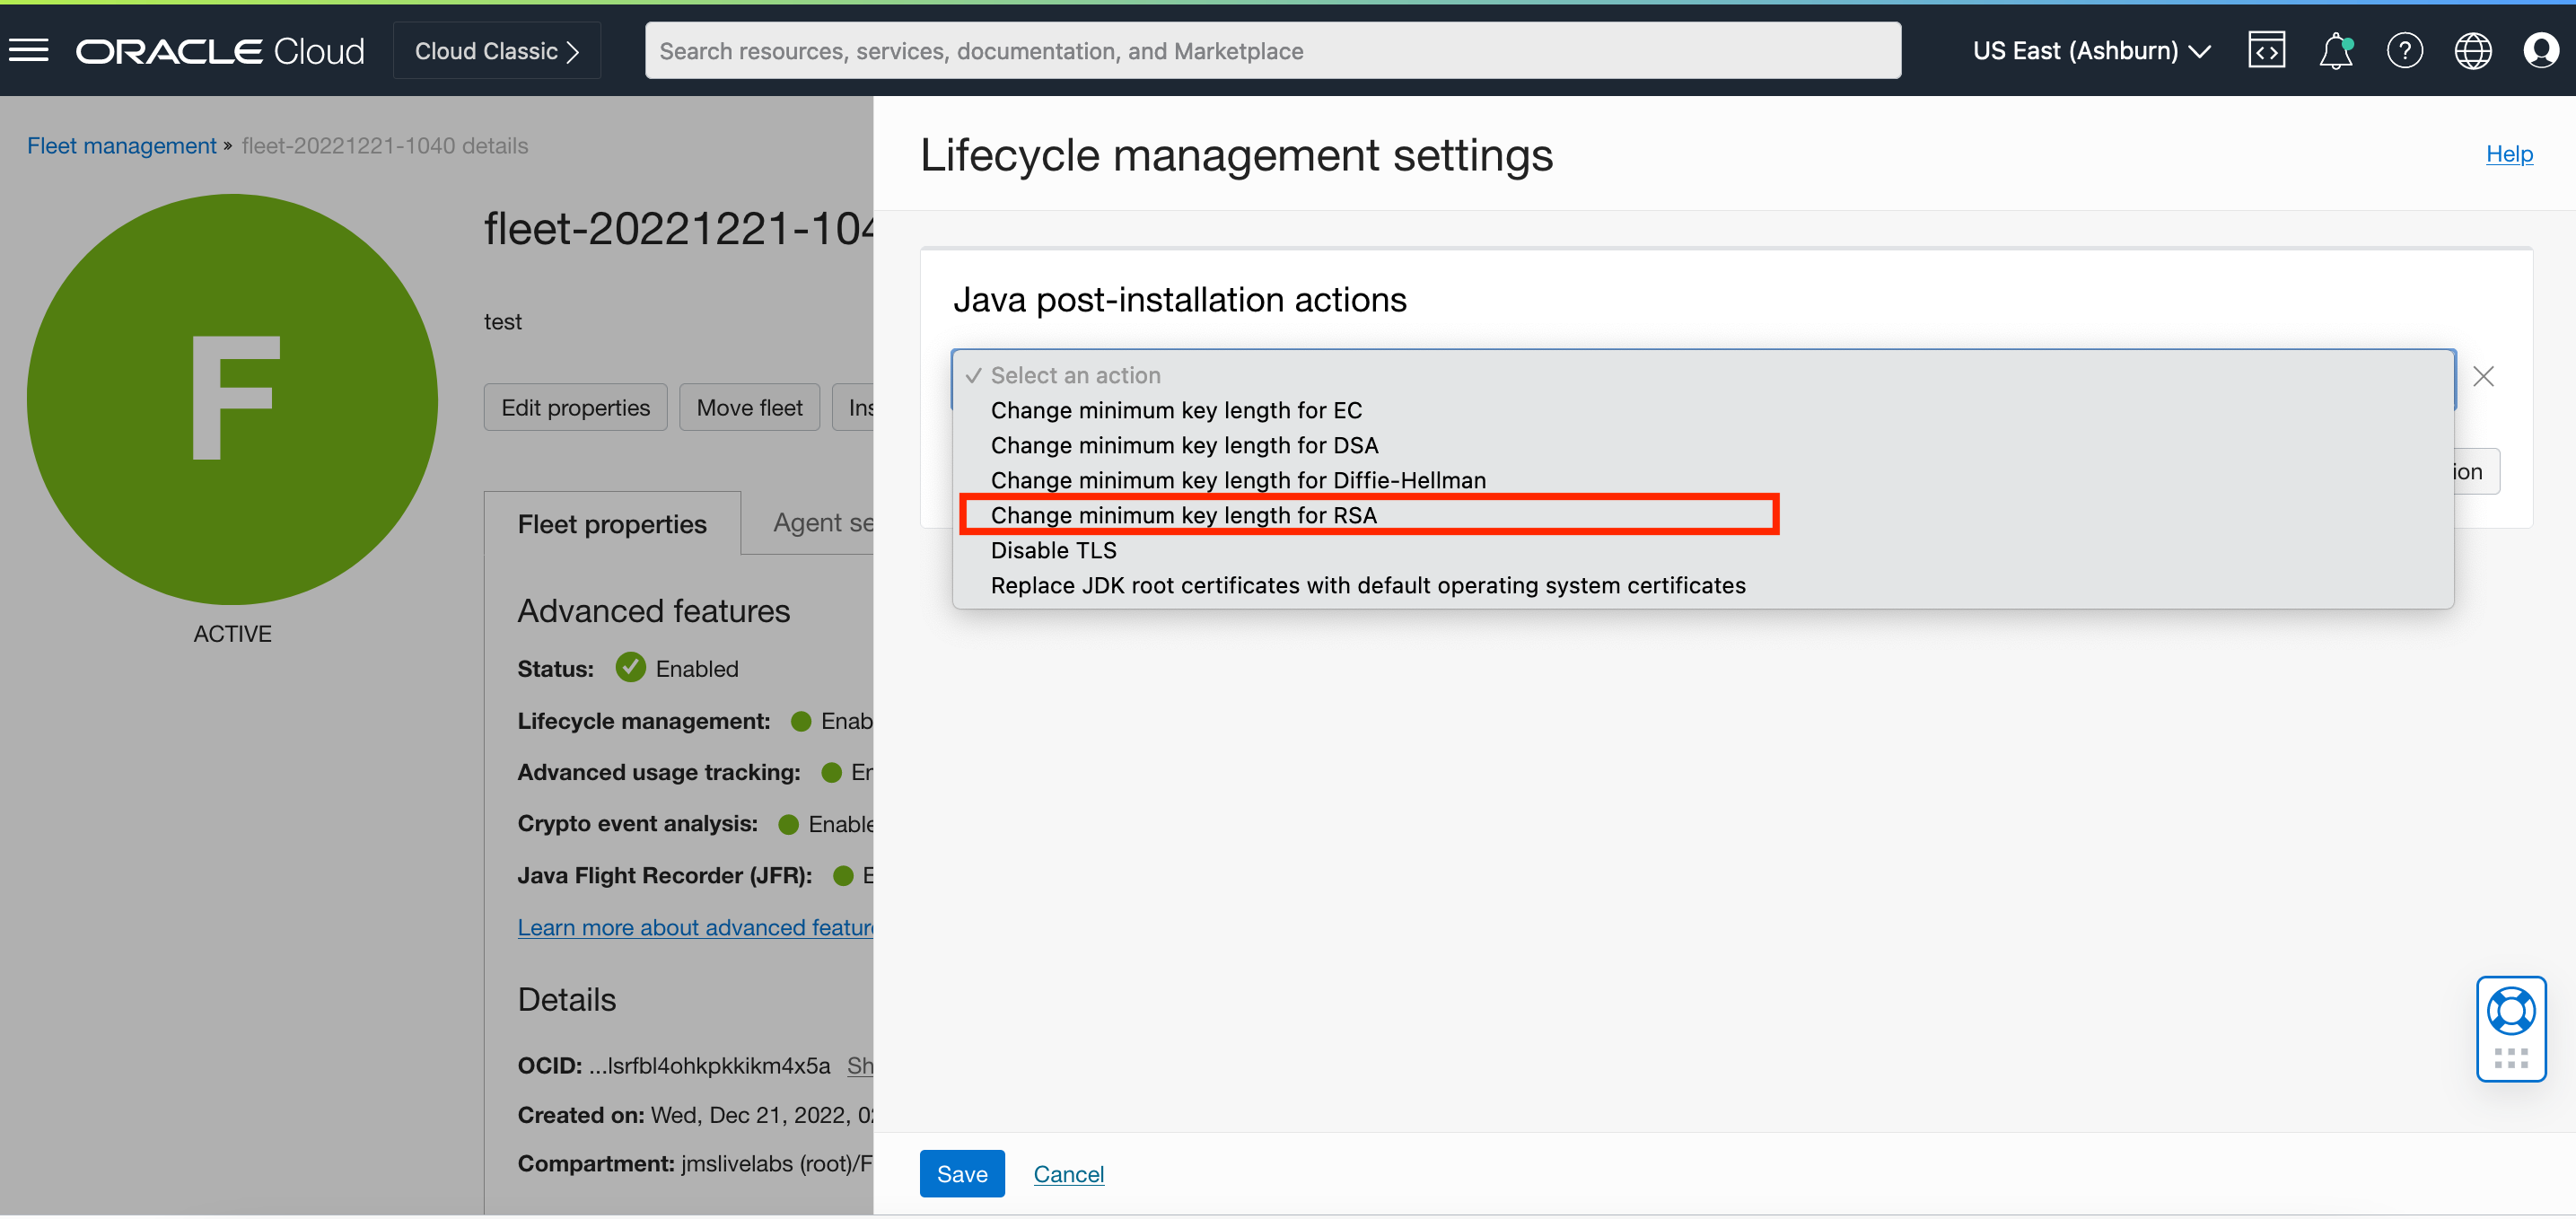 ORACLE Cloud
Cloud Classic
Search resources, services, documentation, and Marketplace
US East (Ashburn)
Fleet management » fleet-20221221-1040 details
F
ACTIVE
fleet-20221221-104
test
Edit properties
Move fleet
Ins
Fleet properties
Agent se
Advanced features
Status: Enabled
Lifecycle management: Enab
Advanced usage tracking: En
Crypto event analysis: Enable
Java Flight Recorder (JFR): E
Learn more about advanced feature
Details
OCID: ...lsrfbl4ohkpkkikm4x5a Sh
Created on: Wed, Dec 21, 2022, 02
Compartment: jmslivelabs (root)/F
Lifecycle management settings
Help
Java post-installation actions
✓ Select an action
Change minimum key length for EC
Change minimum key length for DSA
Change minimum key length for Diffie-Hellman
Change minimum key length for RSA
Disable TLS
Replace JDK root certificates with default operating system certificates
ion
Save
Cancel